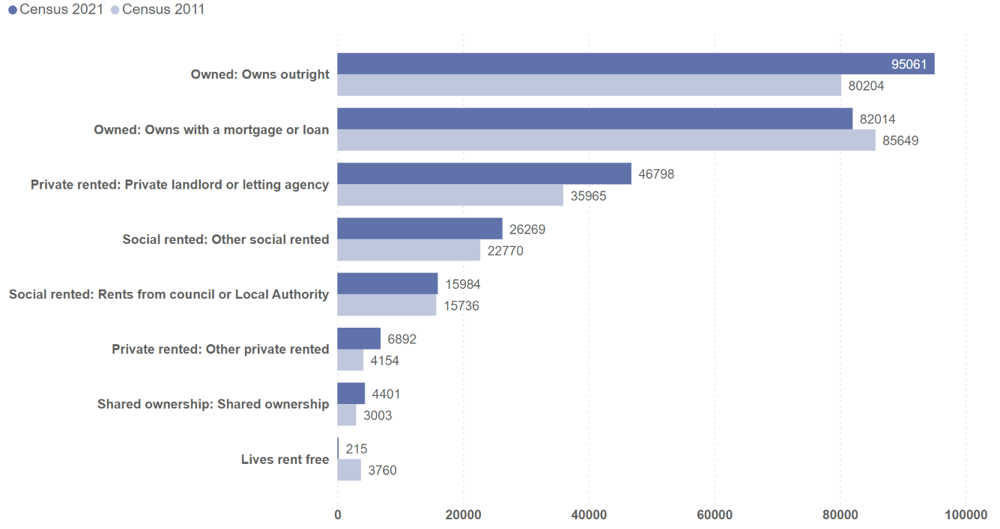 Census 2021 Census 2011
Owned: Owns outright
95061
80204
Owned: Owns with a mortgage or loan
82014
85649
Private rented: Private landlord or letting agency
46798
35965
Social rented: Other social rented
26269
22770
Social rented: Rents from council or Local Authority
15984
15736
Private rented: Other private rented
6892
4154
Shared ownership: Shared ownership
4401
3003
Lives rent free
215
3760
0 20000 40000 60000 80000 100000